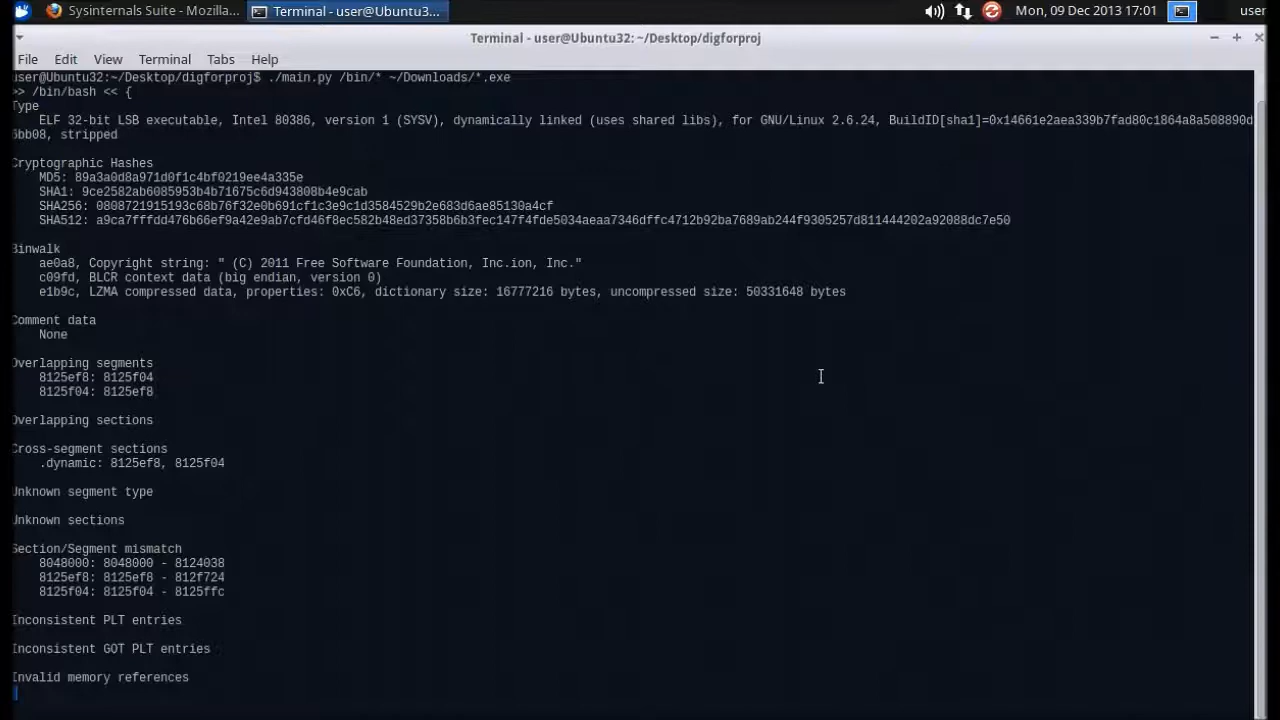 Sysinternals Suite - Mozilla...
Terminal - user@Ubuntu3...
Mon, 09 Dec 2013 17:01
user
Terminal - user@Ubuntu32: ~/Desktop/digforproj
File Edit View Terminal Tabs Help
user@Ubuntu32:~/Desktop/digforproj$ ./main.py /bin/* ~/Downloads/*.exe
>> /bin/bash << {
Type
ELF 32-bit LSB executable, Intel 80386, version 1 (SYSV), dynamically linked (uses shared libs), for GNU/Linux 2.6.24, BuildID[sha1]=0x14661e2aea339b7fad80c1864a8a508890d
6bb08, stripped
Cryptographic Hashes
MD5: 89a3a0d8a971d0f1c4bf0219ee4a335e
SHA1: 9ce2582ab6085953b4b71675c6d943808b4e9cab
SHA256: 0808721915193c68b76f32e0b691cf1c3e9c1d3584529b2e683d6ae85130a4cf
SHA512: a9ca7fffdd476b66ef9a42e9ab7cfd46f8ec582b48ed37358b6b3fec147f4fde5034aeaa7346dffc4712b92ba7689ab244f9305257d811444202a92088dc7e50
Binwalk
ae0a8, Copyright string: " (C) 2011 Free Software Foundation, Inc.ion, Inc."
c09fd, BLCR context data (big endian, version 0)
e1b9c, LZMA compressed data, properties: 0xC6, dictionary size: 16777216 bytes, uncompressed size: 50331648 bytes
Comment data
None
Overlapping segments
8125ef8: 8125f04
8125f04: 8125ef8
Overlapping sections
Cross-segment sections
.dynamic: 8125ef8, 8125f04
Unknown segment type
Unknown sections
Section/Segment mismatch
8048000: 8048000 - 8124038
8125ef8: 8125ef8 - 812f724
8125f04: 8125f04 - 8125ffc
Inconsistent PLT entries
Inconsistent GOT PLT entries
Invalid memory references